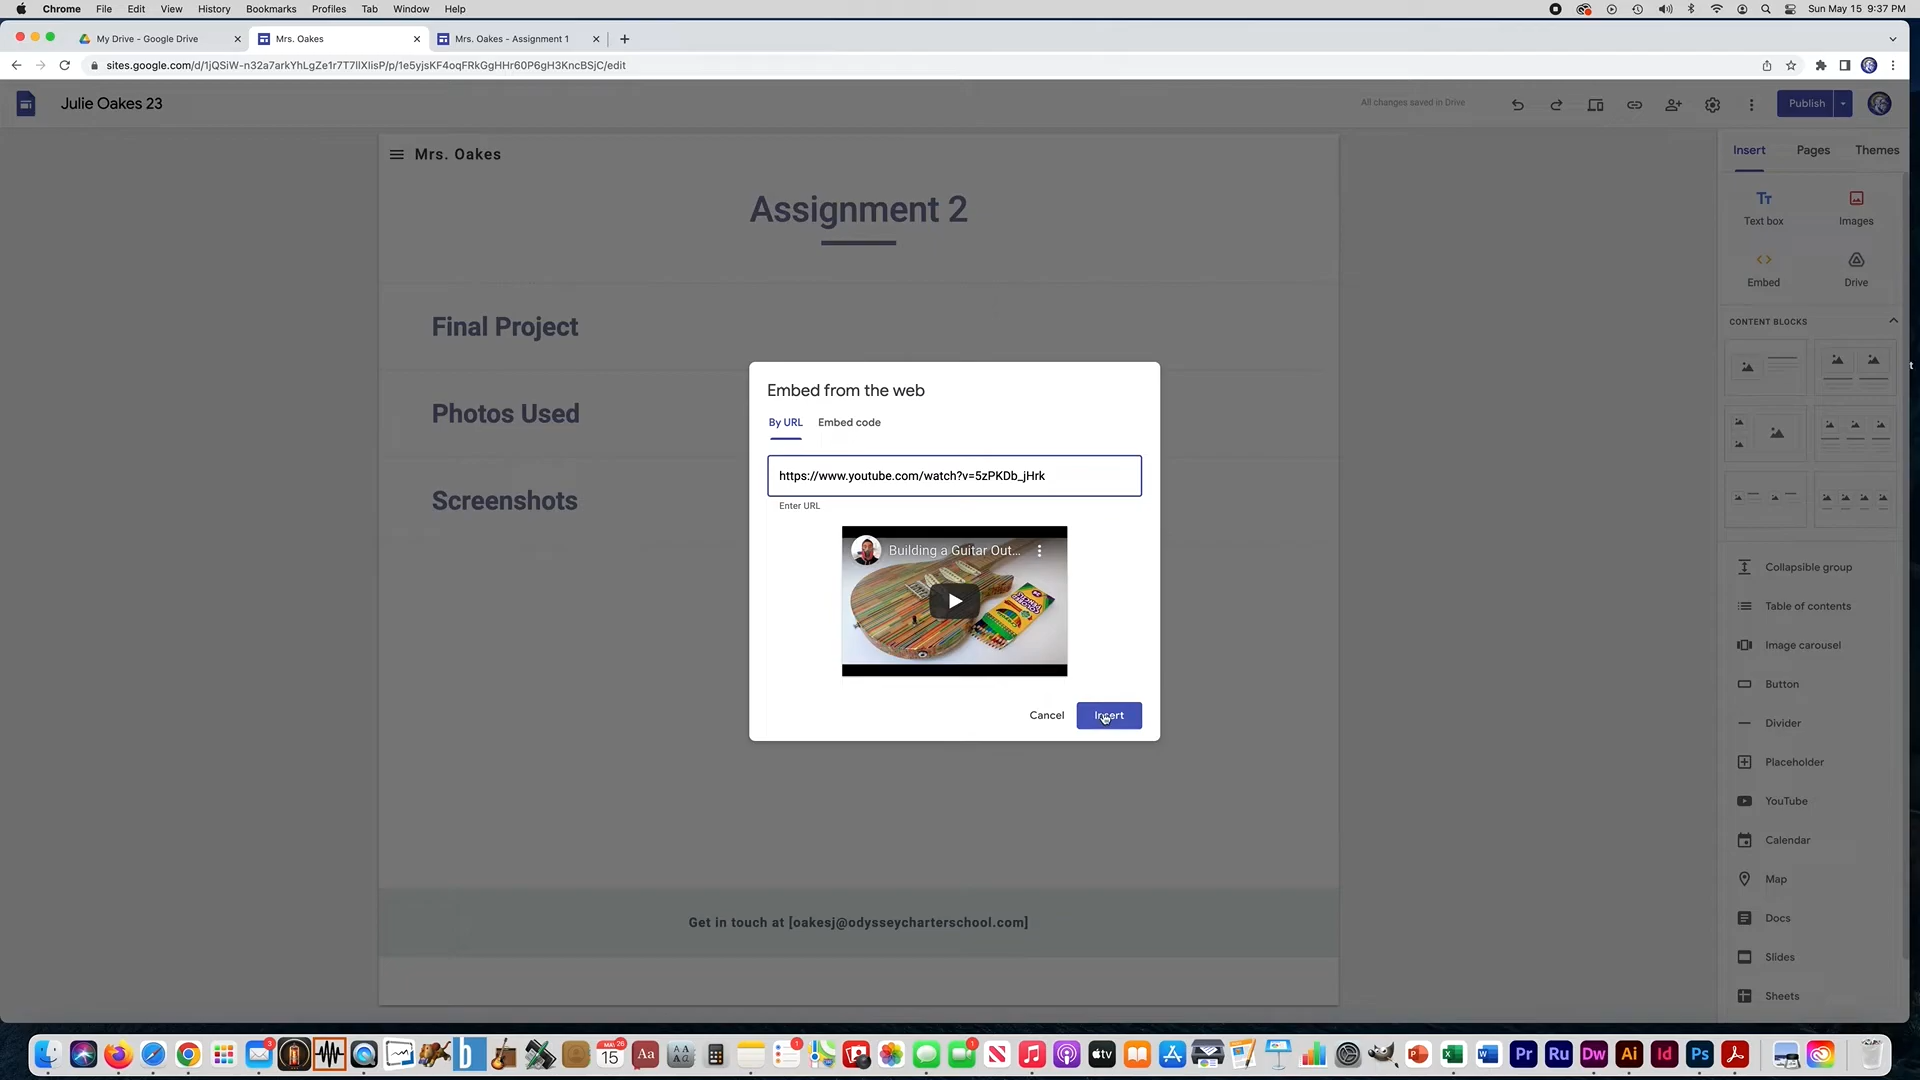 Chrome File Edit View History Bookmarks Profiles Tab Window Help
Sun May 15 9:37 PM
My Drive - Google Drive
Mrs. Oakes
Mrs. Oakes - Assignment 1
sites.google.com/d/1jQSiW-n32a7arkYhLgZe1r7T7llXlisP/p/1e5yjsKF4oqFRkGgHHr60P6gH3KncBSjC/edit
Julie Oakes 23
All changes saved in Drive
Publish
Mrs. Oakes
Insert Pages Themes
Assignment 2
Text box Images
Embed Drive
Final Project
CONTENT BLOCKS
Photos Used
Screenshots
Embed from the web
By URL Embed code
https://www.youtube.com/watch?v=5zPKDb_jHrk
Enter URL
Building a Guitar Out...
Cancel Insert
Collapsible group
Table of contents
Image carousel
Button
Divider
Placeholder
YouTube
Calendar
Map
Docs
Slides
Sheets
Get in touch at [oakesj@odysseycharterschool.com]